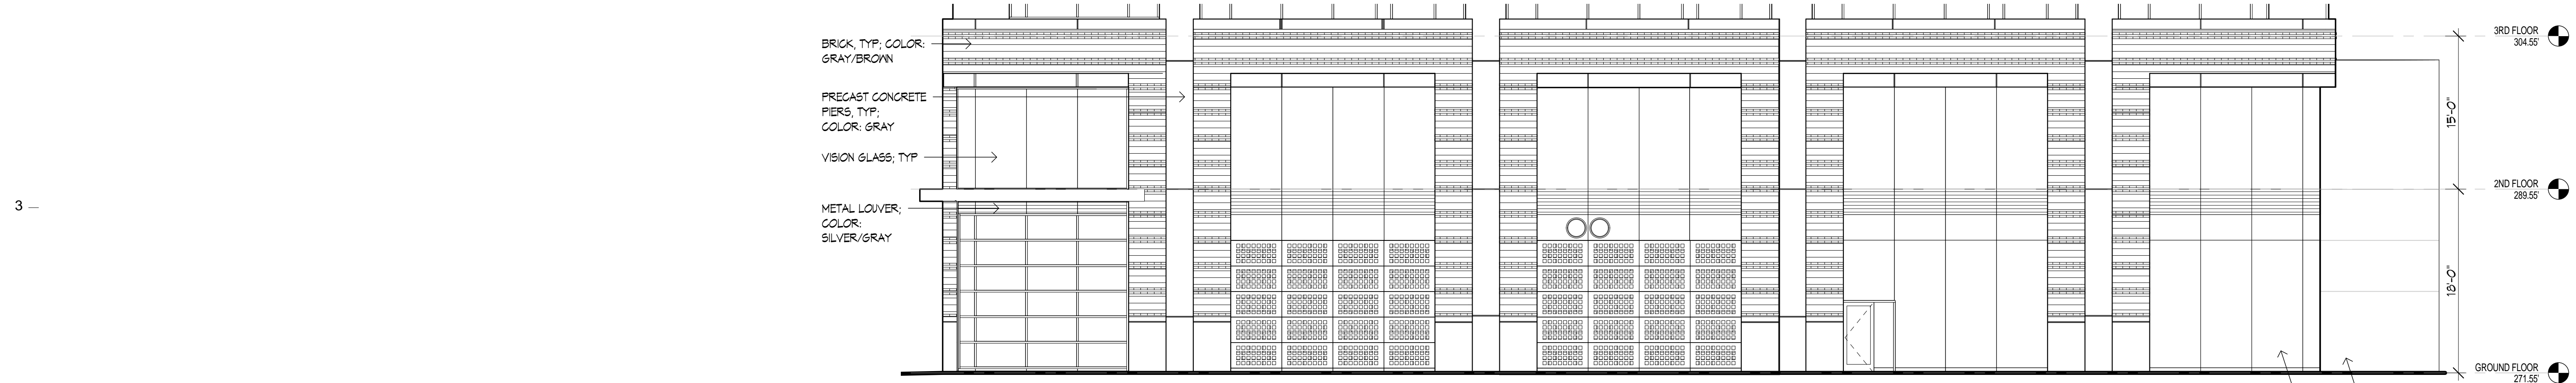 BRICK, TYP; COLOR:
GRAY/BROWN
PRECAST CONCRETE
PIERS, TYP;
COLOR: GRAY
VISION GLASS; TYP
METAL LOUVER;
COLOR:
SILVER/GRAY
3
3RD FLOOR
304.55'
15'-0"
2ND FLOOR
289.55'
18'-0"
GROUND FLOOR
271.55'